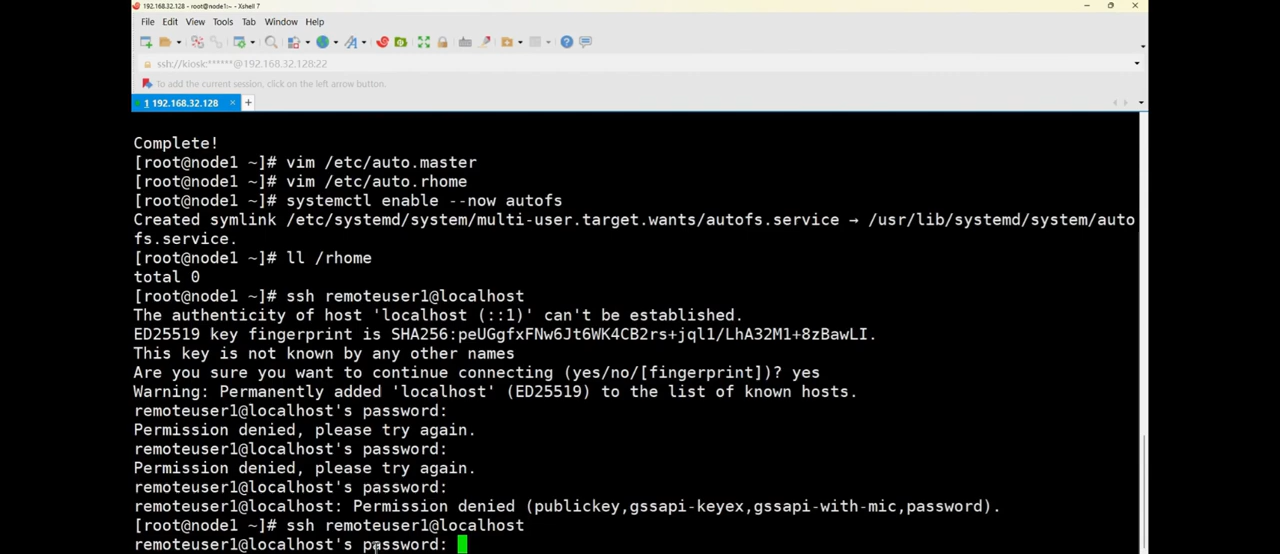 192.168.32.128 - root@node1:~ - Xshell 7
File Edit View Tools Tab Window Help
ssh://kiosk:******@192.168.32.128:22
To add the current session, click on the left arrow button.
1 192.168.32.128
Complete!
[root@node1 ~]# vim /etc/auto.master
[root@node1 ~]# vim /etc/auto.rhome
[root@node1 ~]# systemctl enable --now autofs
Created symlink /etc/systemd/system/multi-user.target.wants/autofs.service → /usr/lib/systemd/system/auto
fs.service.
[root@node1 ~]# ll /rhome
total 0
[root@node1 ~]# ssh remoteuser1@localhost
The authenticity of host 'localhost (::1)' can't be established.
ED25519 key fingerprint is SHA256:peUGgfxFNw6Jt6WK4CB2rs+jql1/LhA32M1+8zBawLI.
This key is not known by any other names
Are you sure you want to continue connecting (yes/no/[fingerprint])? yes
Warning: Permanently added 'localhost' (ED25519) to the list of known hosts.
remoteuser1@localhost's password:
Permission denied, please try again.
remoteuser1@localhost's password:
Permission denied, please try again.
remoteuser1@localhost's password:
remoteuser1@localhost: Permission denied (publickey,gssapi-keyex,gssapi-with-mic,password).
[root@node1 ~]# ssh remoteuser1@localhost
remoteuser1@localhost's password: